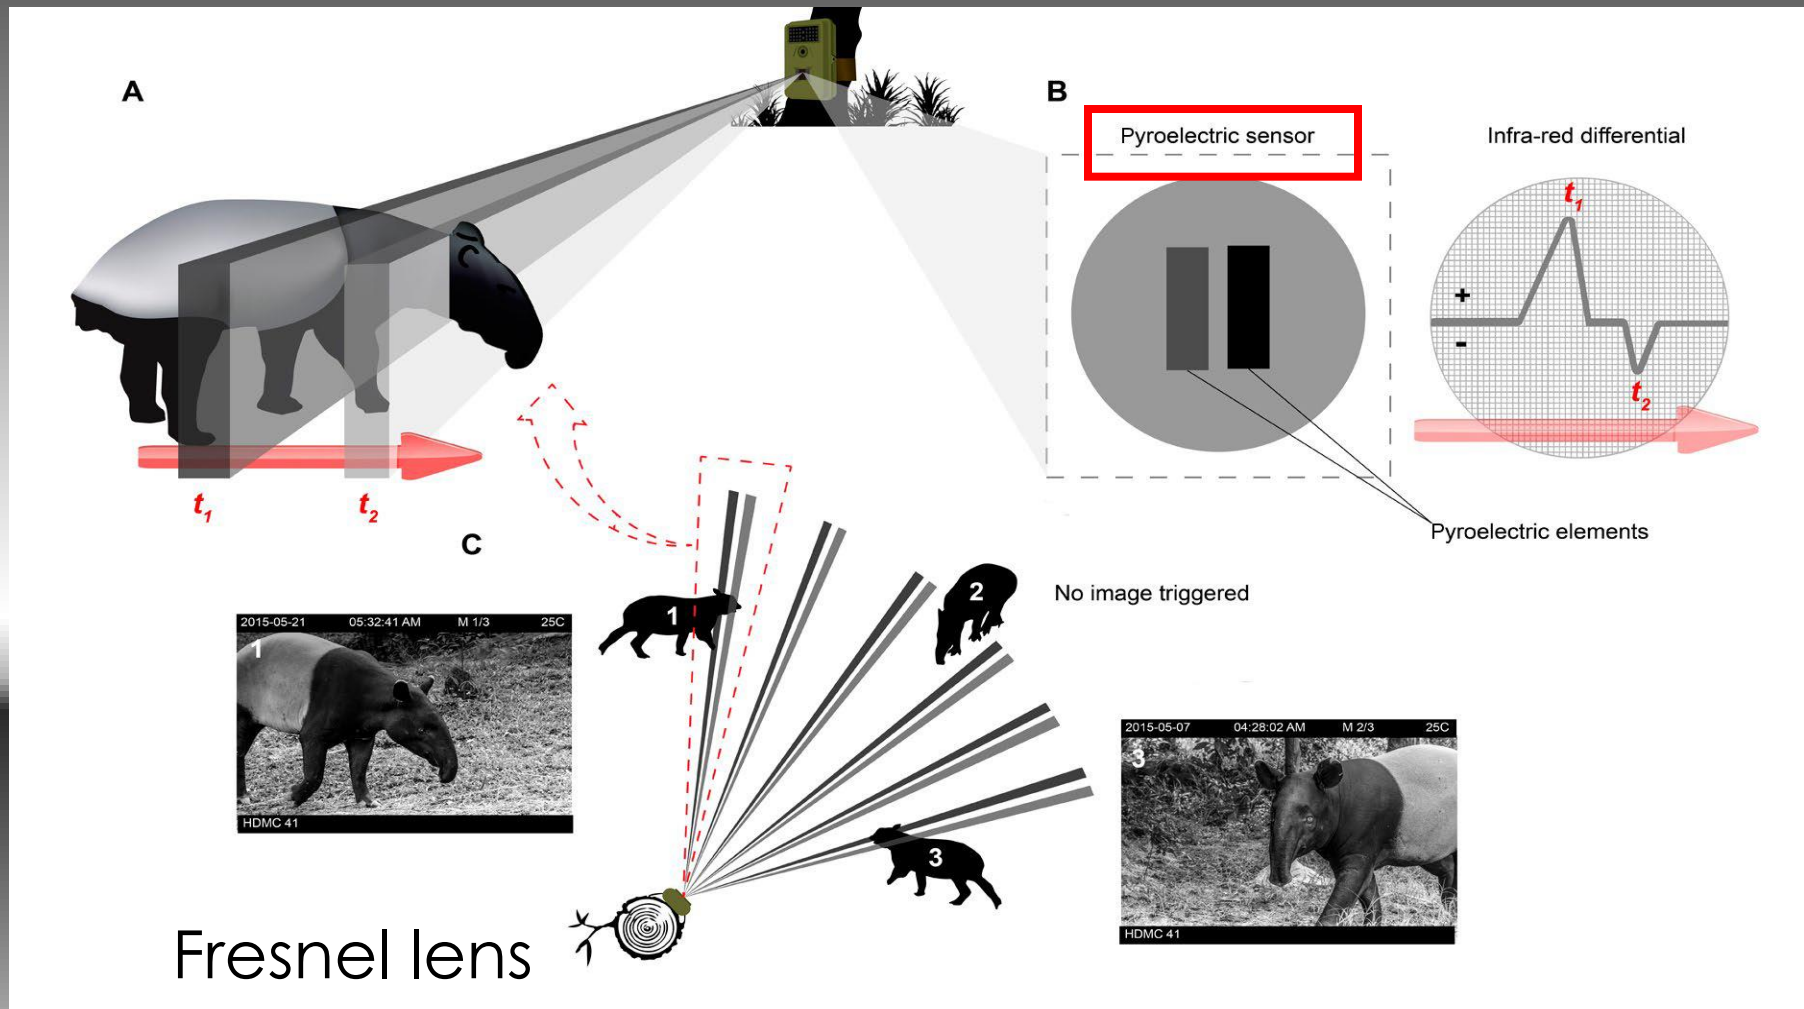 A
B
Pyroelectric sensor
Infra-red differential
t1
+
-
t2
t1
t2
Pyroelectric elements
C
1
2
No image triggered
2015-05-21 05:32:41 AM M 1/3 25C
1
HDMC 41
3
2015-05-07 04:28:02 AM M 2/3 25C
3
HDMC 41
Fresnel lens